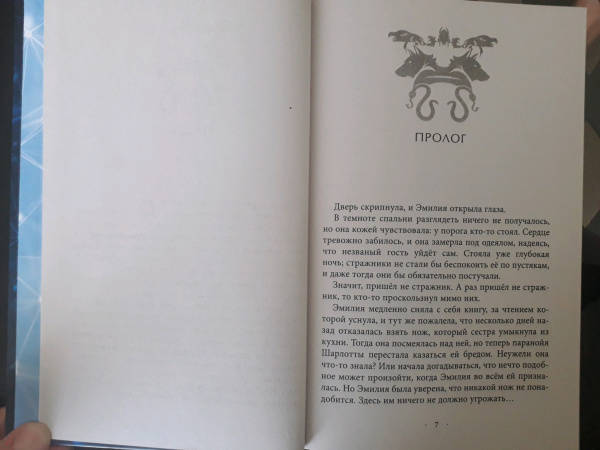 ПРОЛОГ
Дверь скрипнула, и Эмилия открыла глаза.
В темноте спальни разглядеть ничего не получалось,
но она кожей чувствовала: у порога кто-то стоял. Сердце
тревожно забилось, и она замерла под одеялом, надеясь,
что незваный гость уйдёт сам. Стояла уже глубокая
ночь; стражники не стали бы беспокоить её по пустякам,
и даже тогда они бы обязательно постучали.
Значит, пришёл не стражник. А раз пришёл не страж-
ник, то кто-то проскользнул мимо них.
Эмилия медленно сняла с себя книгу, за чтением ко-
торой уснула, и тут же пожалела, что несколько дней на-
зад отказалась взять нож, который сестра умыкнула из
кухни. Тогда она посмеялась над ней, но теперь паранойя
Шарлотты перестала казаться ей бредом. Неужели она
что-то знала? Или начала догадываться, что нечто подоб-
ное может произойти, когда Эмилия во всём ей призна-
лась. Но Эмилия была уверена, что никакой нож не пона-
добится. Здесь им ничего не должно угрожать…
· 7 ·